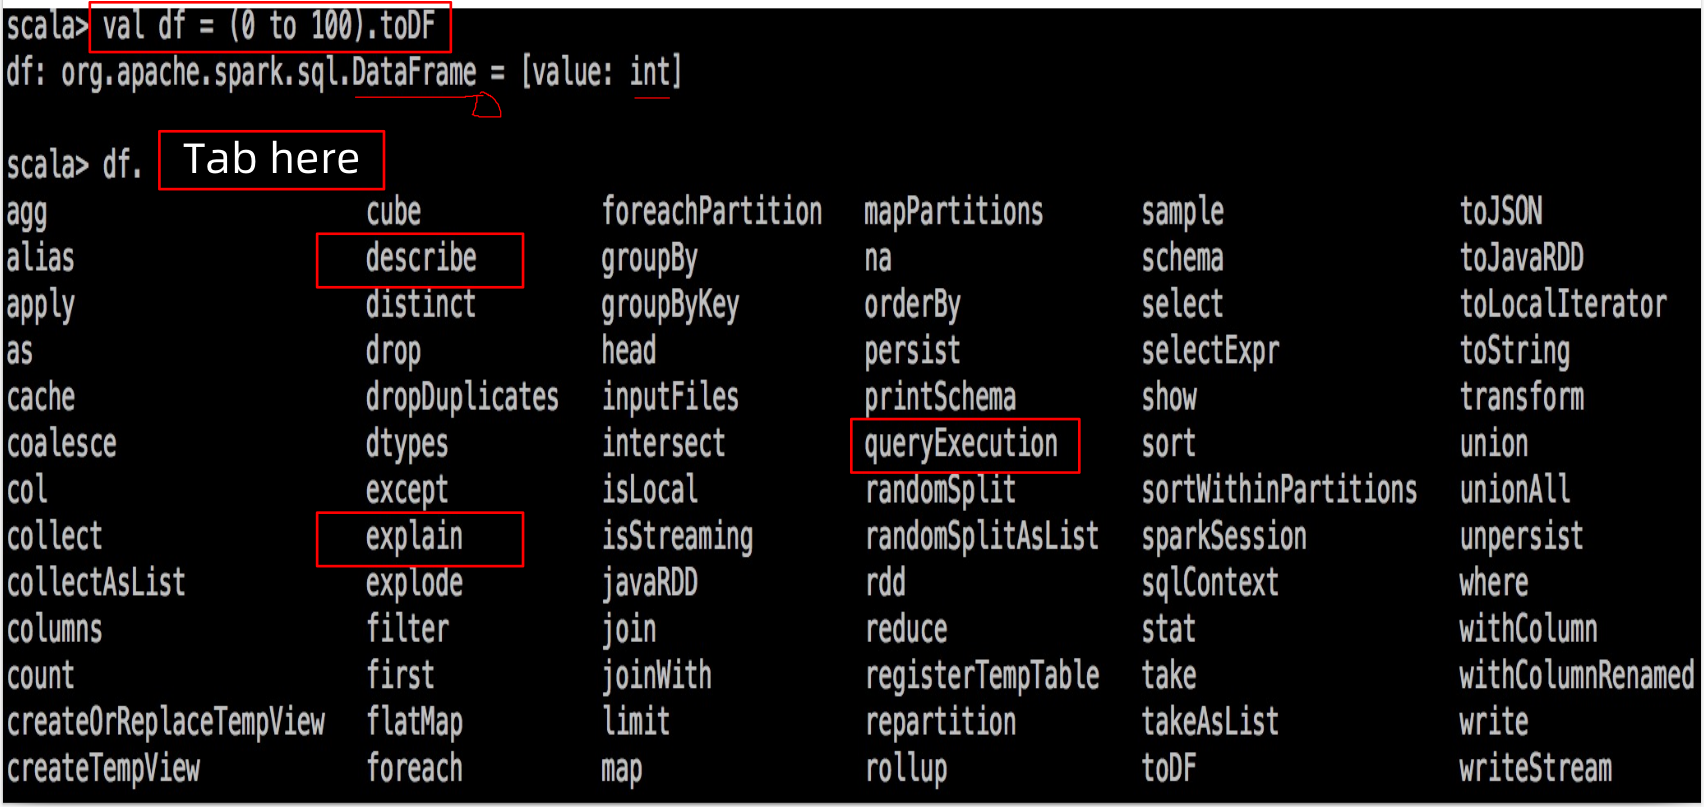 scala> val df = (0 to 100).toDF
df: org.apache.spark.sql.DataFrame = [value: int]
scala> df. Tab here
agg cube foreachPartition mapPartitions sample toJSON
alias describe groupBy na schema toJavaRDD
apply distinct groupByKey orderBy select toLocalIterator
as drop head persist selectExpr toString
cache dropDuplicates inputFiles printSchema show transform
coalesce dtypes intersect queryExecution sort union
col except isLocal randomSplit sortWithinPartitions unionAll
collect explain isStreaming randomSplitAsList sparkSession unpersist
collectAsList explode javaRDD rdd sqlContext where
columns filter join reduce stat withColumn
count first joinWith registerTempTable take withColumnRenamed
createOrReplaceTempView flatMap limit repartition takeAsList write
createTempView foreach map rollup toDF writeStream